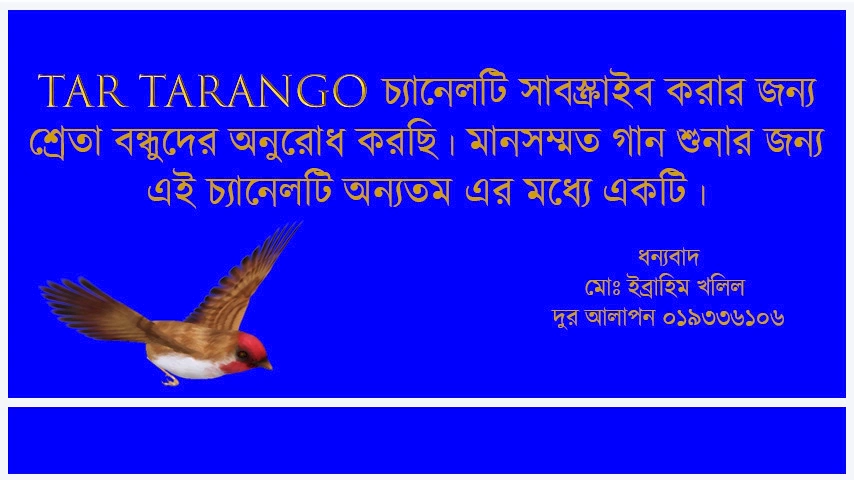 TAR TARANGO চ্যানেলটি সাবস্ক্রাইব করার জন্য
শ্রেতা বন্ধুদের অনুরোধ করছি। মানসম্মত গান শুনার জন্য
এই চ্যানেলটি অন্যতম এর মধ্যে একটি।
ধন্যবাদ
মোঃ ইব্রাহিম খলিল
দুর আলাপন ০১৯৩৩৬১০৬